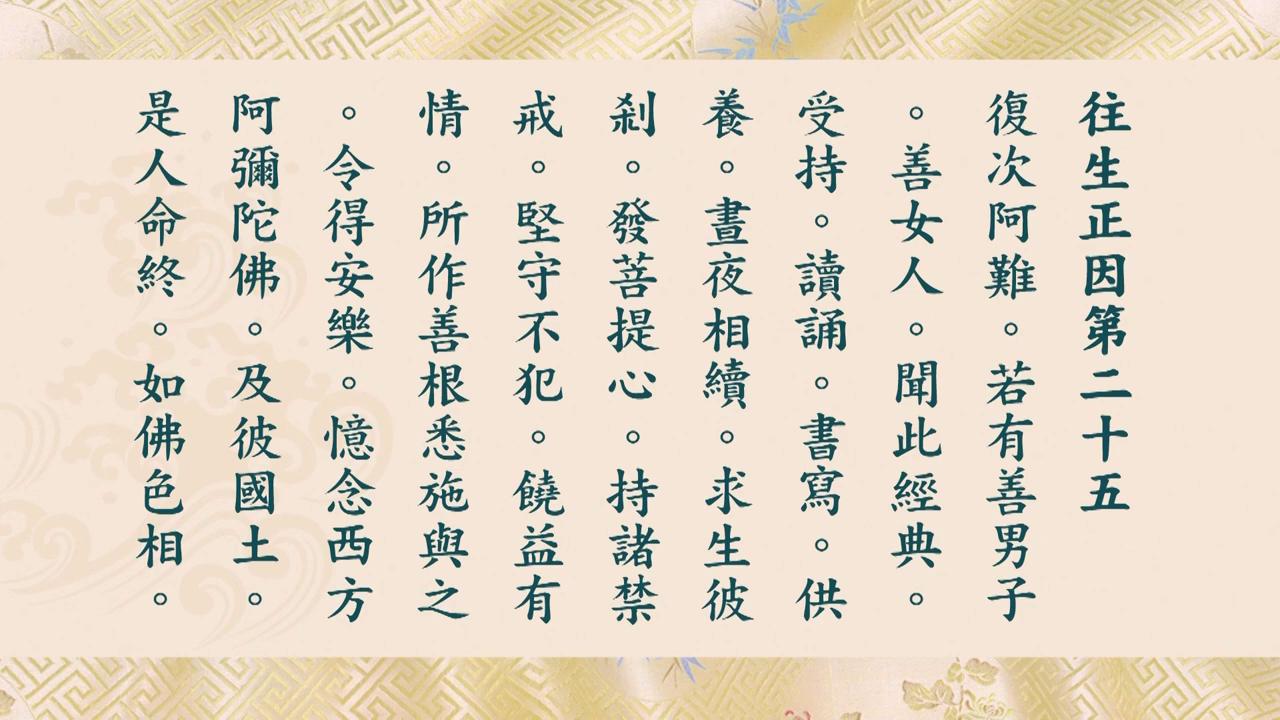 往生正因第二十五
復次阿難。若有善男子
。善女人。聞此經典。
受持。讀誦。書寫。供
養。晝夜相續。求生彼
剎。發菩提心。持諸禁
戒。堅守不犯。饒益有
情。所作善根悉施與之
。令得安樂。憶念西方
阿彌陀佛。及彼國土。
是人命終。如佛色相。